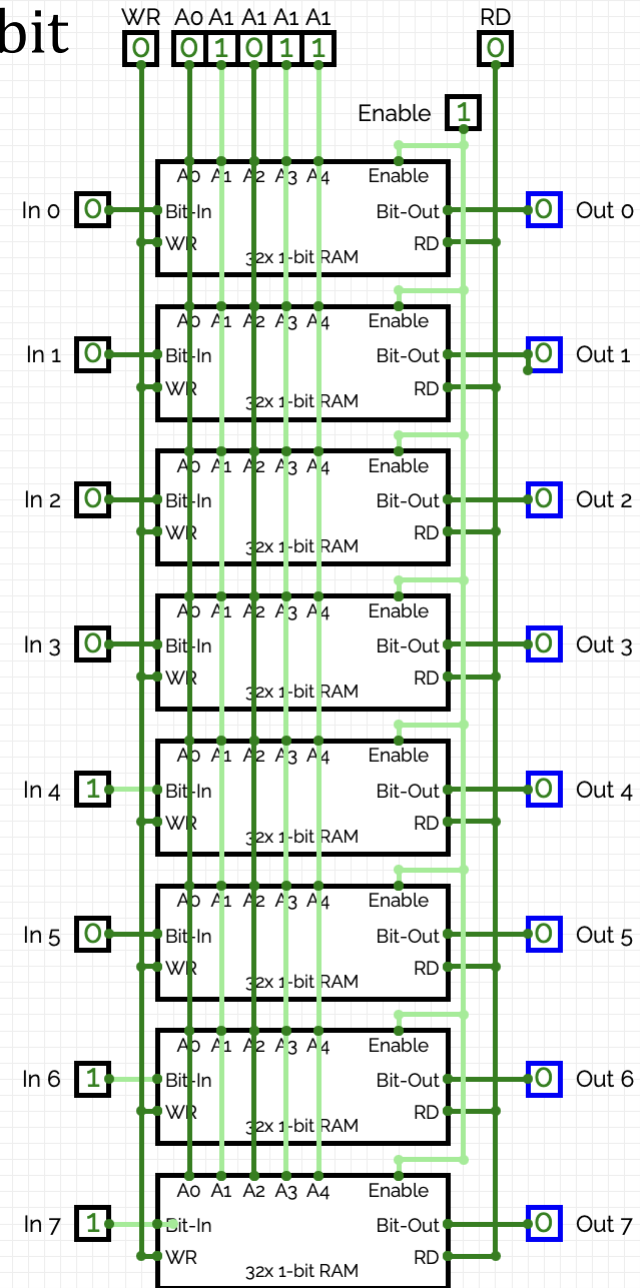 bit
WR A0 A1 A1 A1 A1 RD
0 0 1 0 1 1 0
Enable 1
A0 A1 A2 A3 A4 Enable
In 0 0 Bit-In Bit-Out 0 Out 0
WR RD
32x 1-bit RAM
A0 A1 A2 A3 A4 Enable
In 1 0 Bit-In Bit-Out 0 Out 1
WR RD
32x 1-bit RAM
A0 A1 A2 A3 A4 Enable
In 2 0 Bit-In Bit-Out 0 Out 2
WR RD
32x 1-bit RAM
A0 A1 A2 A3 A4 Enable
In 3 0 Bit-In Bit-Out 0 Out 3
WR RD
32x 1-bit RAM
A0 A1 A2 A3 A4 Enable
In 4 1 Bit-In Bit-Out 0 Out 4
WR RD
32x 1-bit RAM
A0 A1 A2 A3 A4 Enable
In 5 0 Bit-In Bit-Out 0 Out 5
WR RD
32x 1-bit RAM
A0 A1 A2 A3 A4 Enable
In 6 1 Bit-In Bit-Out 0 Out 6
WR RD
32x 1-bit RAM
A0 A1 A2 A3 A4 Enable
In 7 1 Bit-In Bit-Out 0 Out 7
WR RD
32x 1-bit RAM